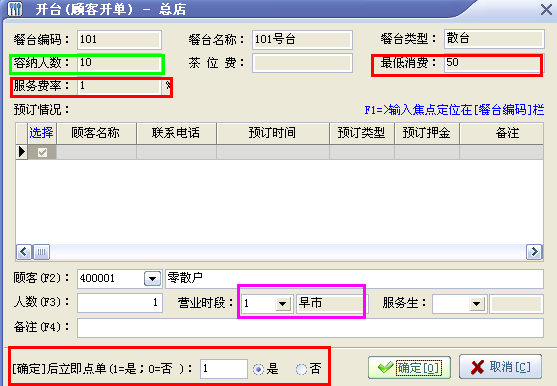 开台(顾客开单) - 总店
餐台编码: 101 餐台名称: 101号台 餐台类型: 散台
容纳人数: 10 茶 位 费: 最低消费: 50
服务费率: 1 %
预订情况: F1=>输入焦点定位在[餐台编码]栏
选择 顾客名称 联系电话 预订时间 预订类型 预订押金 备注
顾客(F2): 400001 零散户
人数(F3): 1 营业时段: 1 早市 服务生:
备注(F4):
[确定]后立即点单(1=是;0=否 ): 1 是 否 确定[O] 取消[C]